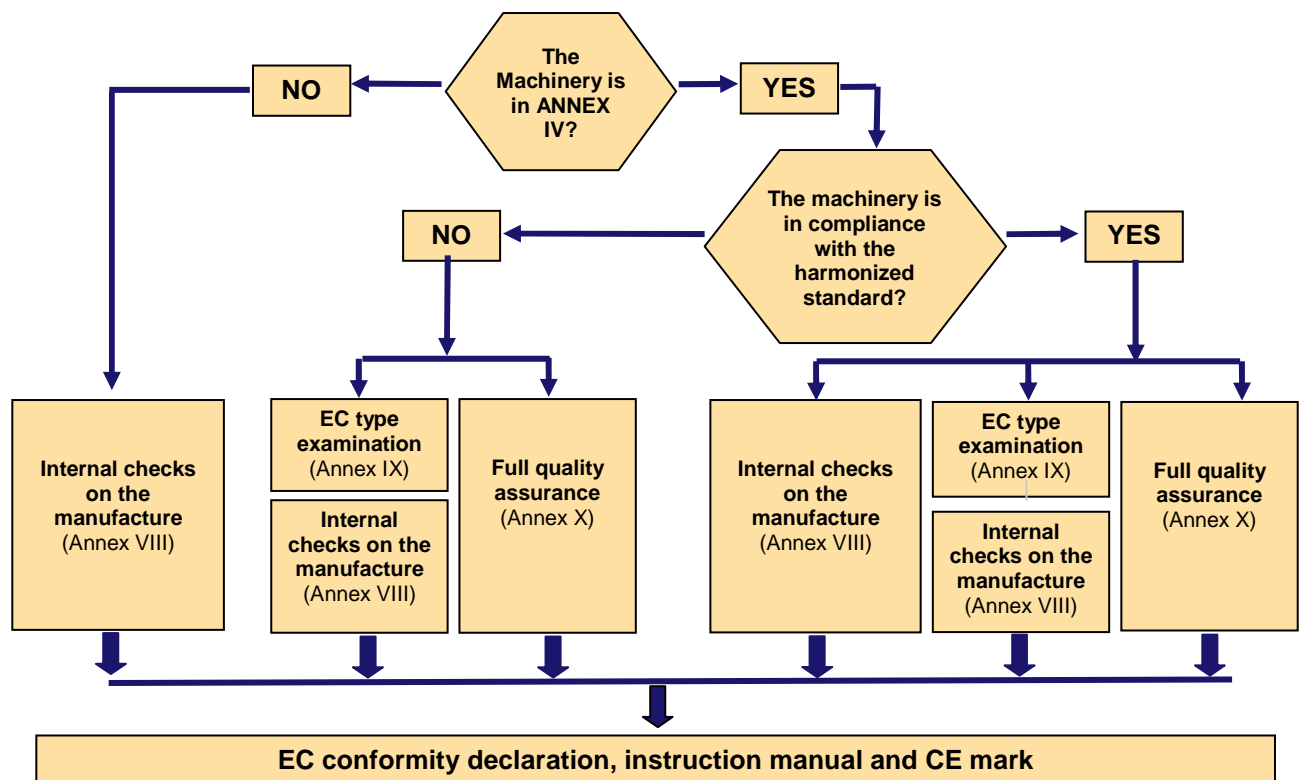 The
Machinery is
in ANNEX
IV?
NO
YES
The machinery is
in compliance
with the
harmonized
standard?
NO
YES
Internal checks
on the
manufacture
(Annex VIII)
EC type
examination
(Annex IX)
Internal
checks on the
manufacture
(Annex VIII)
Full quality
assurance
(Annex X)
Internal checks
on the
manufacture
(Annex VIII)
EC type
examination
(Annex IX)
Internal
checks on the
manufacture
(Annex VIII)
Full quality
assurance
(Annex X)
EC conformity declaration, instruction manual and CE mark